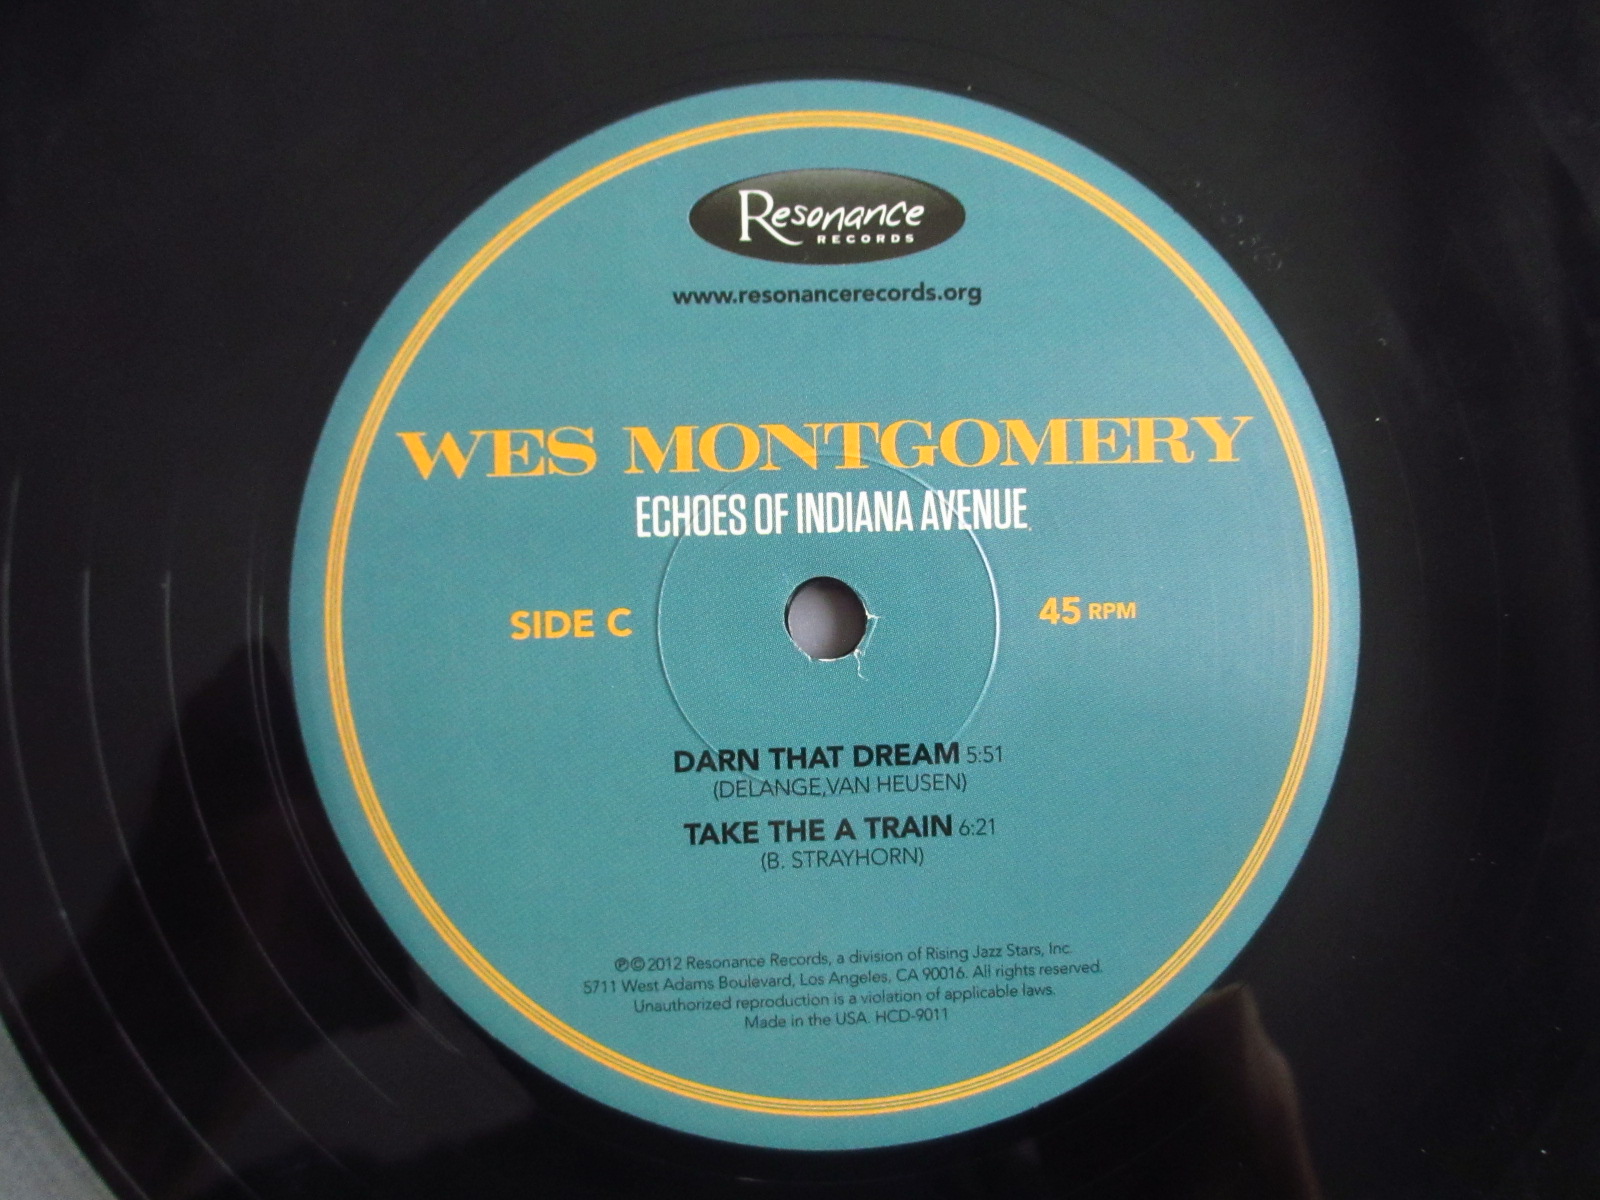 Resonance
RECORDS
www.resonancerecords.org
WES MONTGOMERY
ECHOES OF INDIANA AVENUE
SIDE C
45 RPM
DARN THAT DREAM 5:51
(DELANGE,VAN HEUSEN)
TAKE THE A TRAIN 6:21
(B. STRAYHORN)
℗©2012 Resonance Records, a division of Rising Jazz Stars, Inc.
5711 West Adams Boulevard, Los Angeles, CA 90016. All rights reserved.
Unauthorized reproduction is a violation of applicable laws.
Made in the USA. HCD-9011